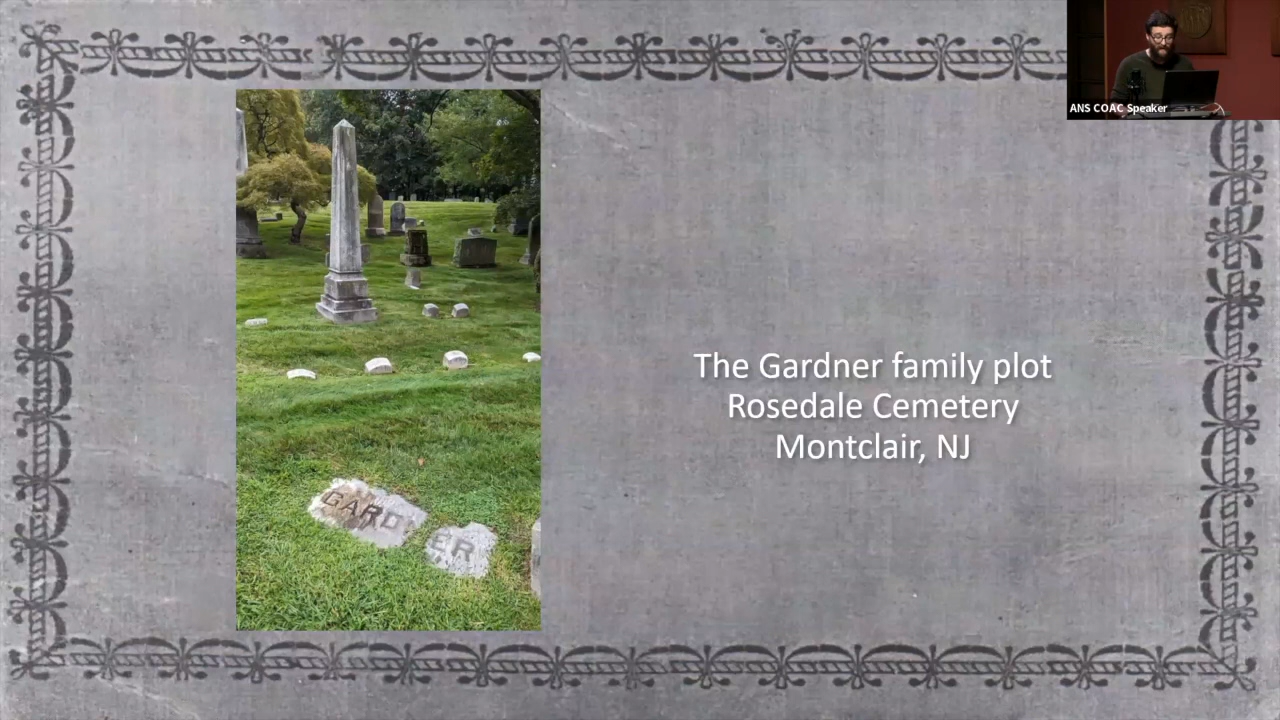 ANS COAC Speaker
The Gardner family plot
Rosedale Cemetery
Montclair, NJ
GARD
ER